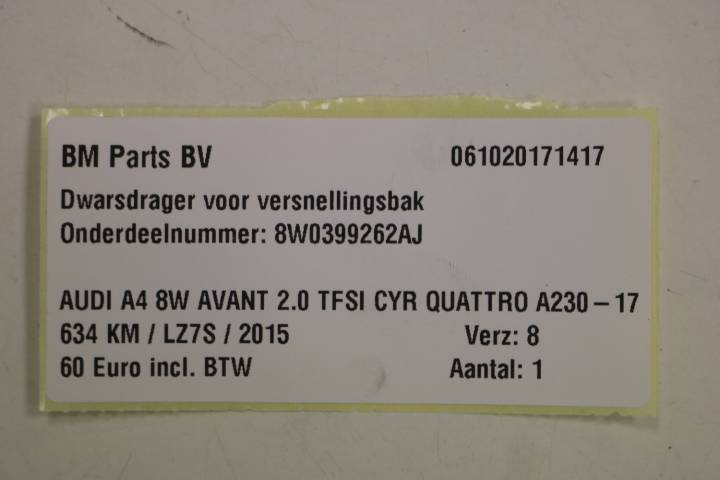 BM Parts BV 061020171417
Dwarsdrager voor versnellingsbak
Onderdeelnummer: 8W0399262AJ
AUDI A4 8W AVANT 2.0 TFSI CYR QUATTRO A230 – 17
634 KM / LZ7S / 2015 Verz: 8
60 Euro incl. BTW Aantal: 1